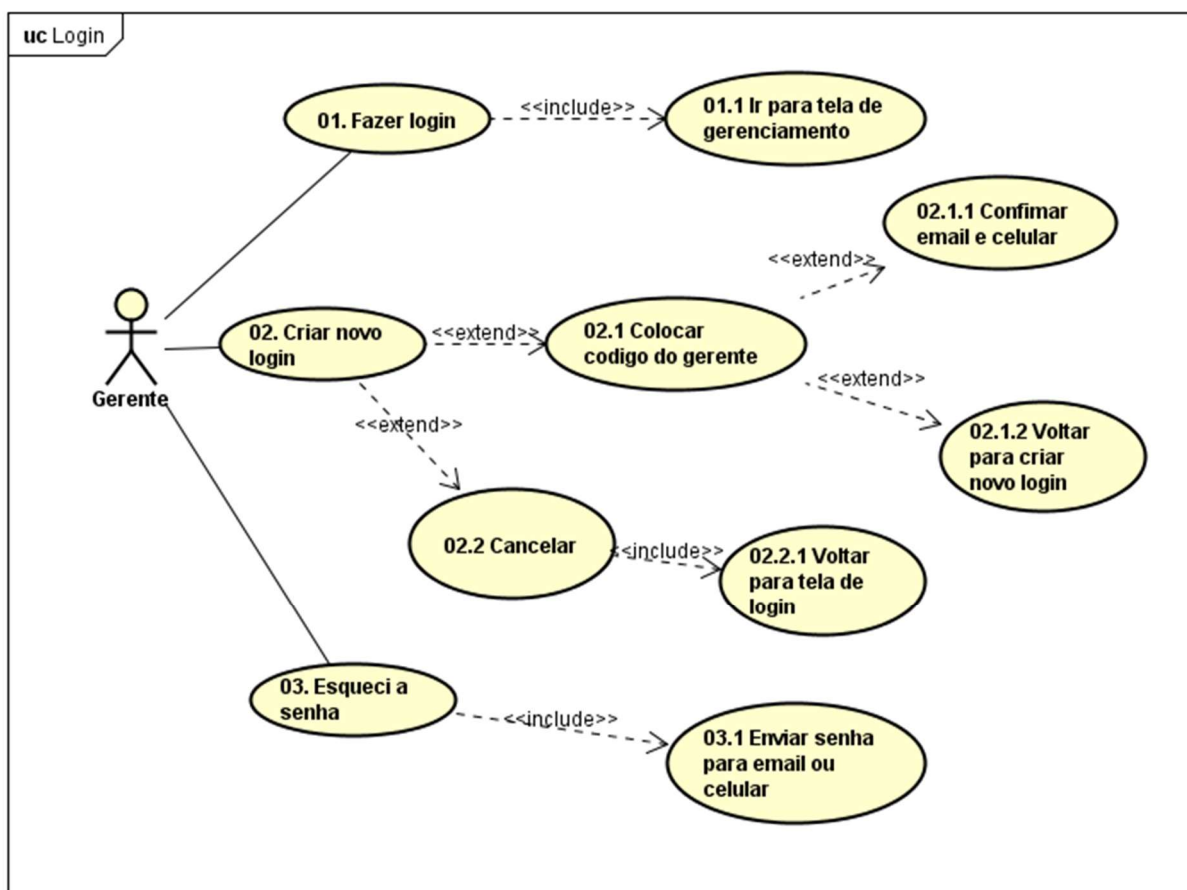 uc Login
01. Fazer login
<<include>>
01.1 Ir para tela de
gerenciamento
02.1.1 Confimar
email e celular
<<extend>>
02. Criar novo
login
<<extend>>
02.1 Colocar
codigo do gerente
<<extend>>
Gerente
<<extend>>
02.1.2 Voltar
para criar
novo login
02.2 Cancelar
<<include>>
02.2.1 Voltar
para tela de
login
03. Esqueci a
senha
<<include>>
03.1 Enviar senha
para email ou
celular